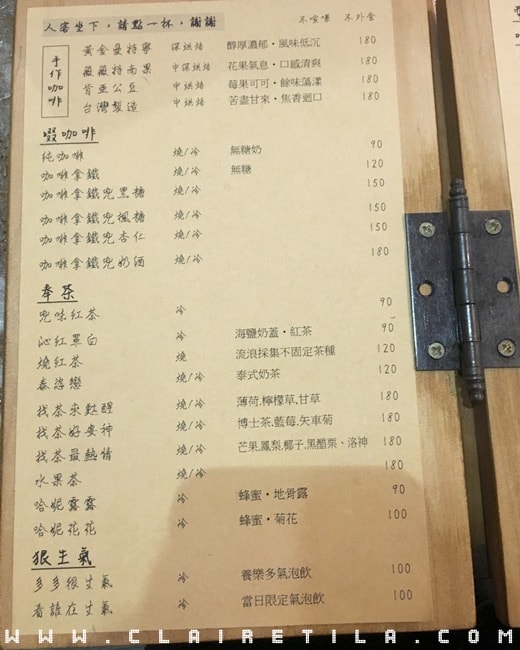 人客坐下，請點一杯，謝謝
不喧嘩 不外食
手作咖啡
黃金曼特寧 深烘焙 醇厚濃郁・風味低沉 180
薇薇特南果 中深烘焙 花果氣息・口感清爽 180
肯亞公豆 中烘焙 莓果可可・餘味蕩漾 180
台灣製造 中烘焙 苦盡甘來・焦香迴口 180
啜咖啡
純咖啡 燒/冷 無糖奶 90
咖啡拿鐵 燒/冷 無糖 120
咖啡拿鐵兜黑糖 燒/冷 150
咖啡拿鐵兜楓糖 燒/冷 150
咖啡拿鐵兜杏仁 燒/冷 150
咖啡拿鐵兜奶酒 燒/冷 180
奉茶
兜味紅茶 冷 90
沁紅罩白 冷 海鹽奶蓋・紅茶 90
燒紅茶 燒 流浪採集不固定茶種 120
泰恣戀 燒/冷 泰式奶茶 120
找茶來甦醒 燒/冷 薄荷,檸檬草,甘草 180
找茶好安神 燒/冷 博士茶,藍莓,矢車菊 180
找茶最熱情 燒/冷 芒果,鳳梨,椰子,黑醋栗、洛神 180
水果茶 燒/冷 180
哈妮露露 冷 蜂蜜・地骨露 90
哈妮花花 冷 蜂蜜・菊花 100
狠生氣
多多很生氣 冷 養樂多氣泡飲 100
看誰在生氣 冷 當日限定氣泡飲 100
WWW.CLAIRETILA.COM